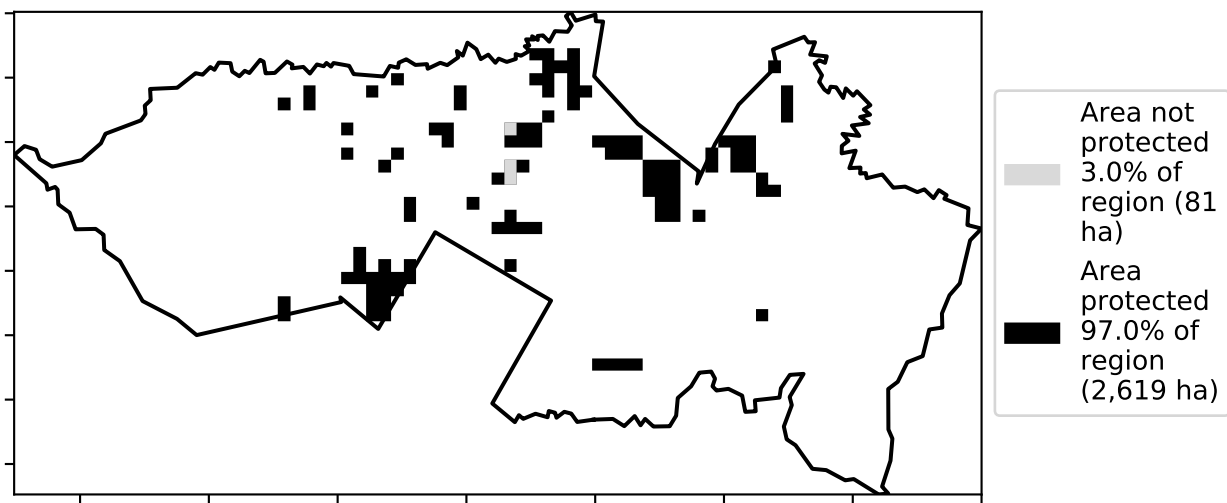 Area not
protected
3.0% of
region (81
ha)
Area
protected
97.0% of
region
(2,619 ha)